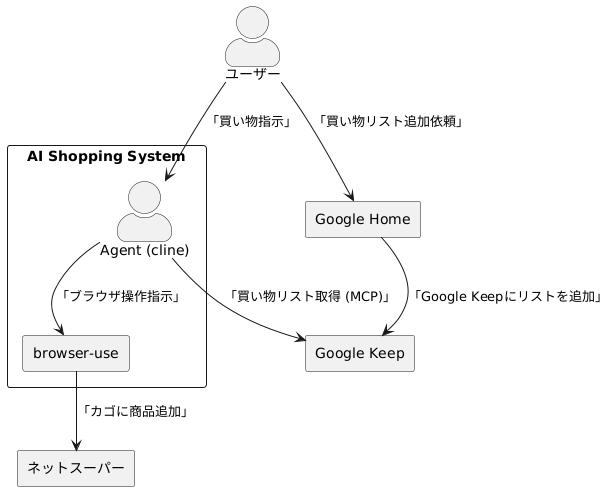 ユーザー
「買い物指示」
「買い物リスト追加依頼」
AI Shopping System
Agent (cline)
Google Home
「ブラウザ操作指示」
「買い物リスト取得 (MCP)」
「Google Keepにリストを追加」
browser-use
Google Keep
「カゴに商品追加」
ネットスーパー